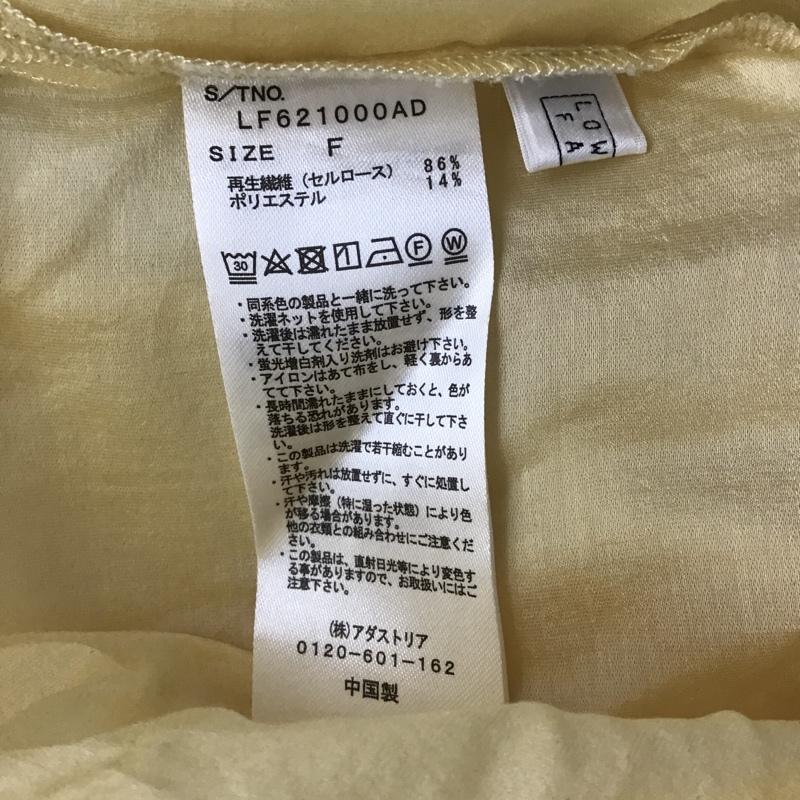 S/TNO.
LF621000AD
SIZE F
再生繊維（セルロース） 86%
ポリエステル 14%
30 F W
・同系色の製品と一緒に洗って下さい。
・洗濯ネットを使用して下さい。
・洗濯後は濡れたまま放置せず、形を整
えて干してください。
・蛍光増白剤入り洗剤はお避け下さい。
・アイロンはあて布をし、軽く裏からあ
てて下さい。
・長時間濡れたままにしておくと、色が
落ちる恐れがあります。
洗濯後は形を整えて直ぐに干して下さ
い。
・この製品は洗濯で若干縮むことがあり
ます。
・汗や汚れは放置せずに、すぐに処置し
て下さい。
・汗や摩擦（特に湿った状態）により色
が移る場合があります。
他の衣類との組み合わせにご注意くだ
さい。
・この製品は、直射日光等により変色す
る事がありますので、お取扱いにはご
注意下さい。
(株)アダストリア
0120-601-162
中国製
LOW
F A